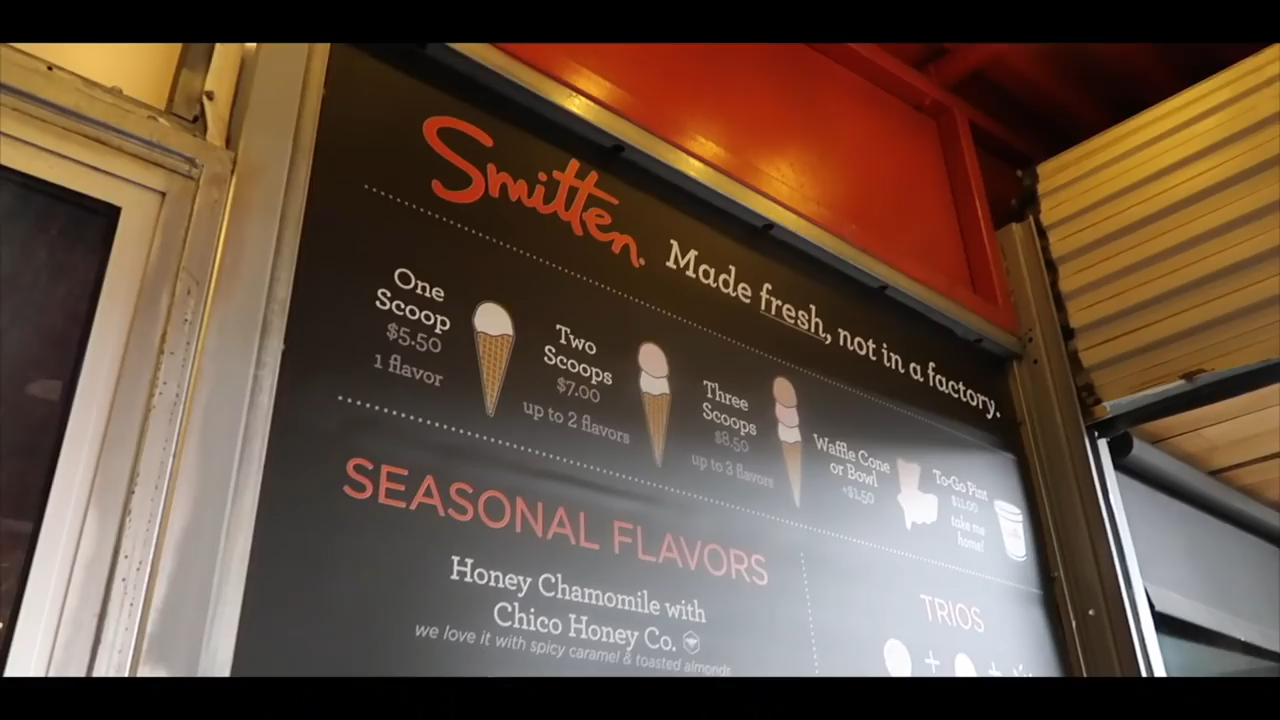 Smitten.
Made fresh, not in a factory.
One
Scoop
$5.50
1 flavor
Two
Scoops
$7.00
up to 2 flavors
Three
Scoops
$8.50
up to 3 flavors
Waffle Cone
or Bowl
+$1.50
To-Go Pint
$11.00
take me
home!
SEASONAL FLAVORS
Honey Chamomile with
Chico Honey Co.
we love it with spicy caramel & toasted almonds
TRIOS
+ +